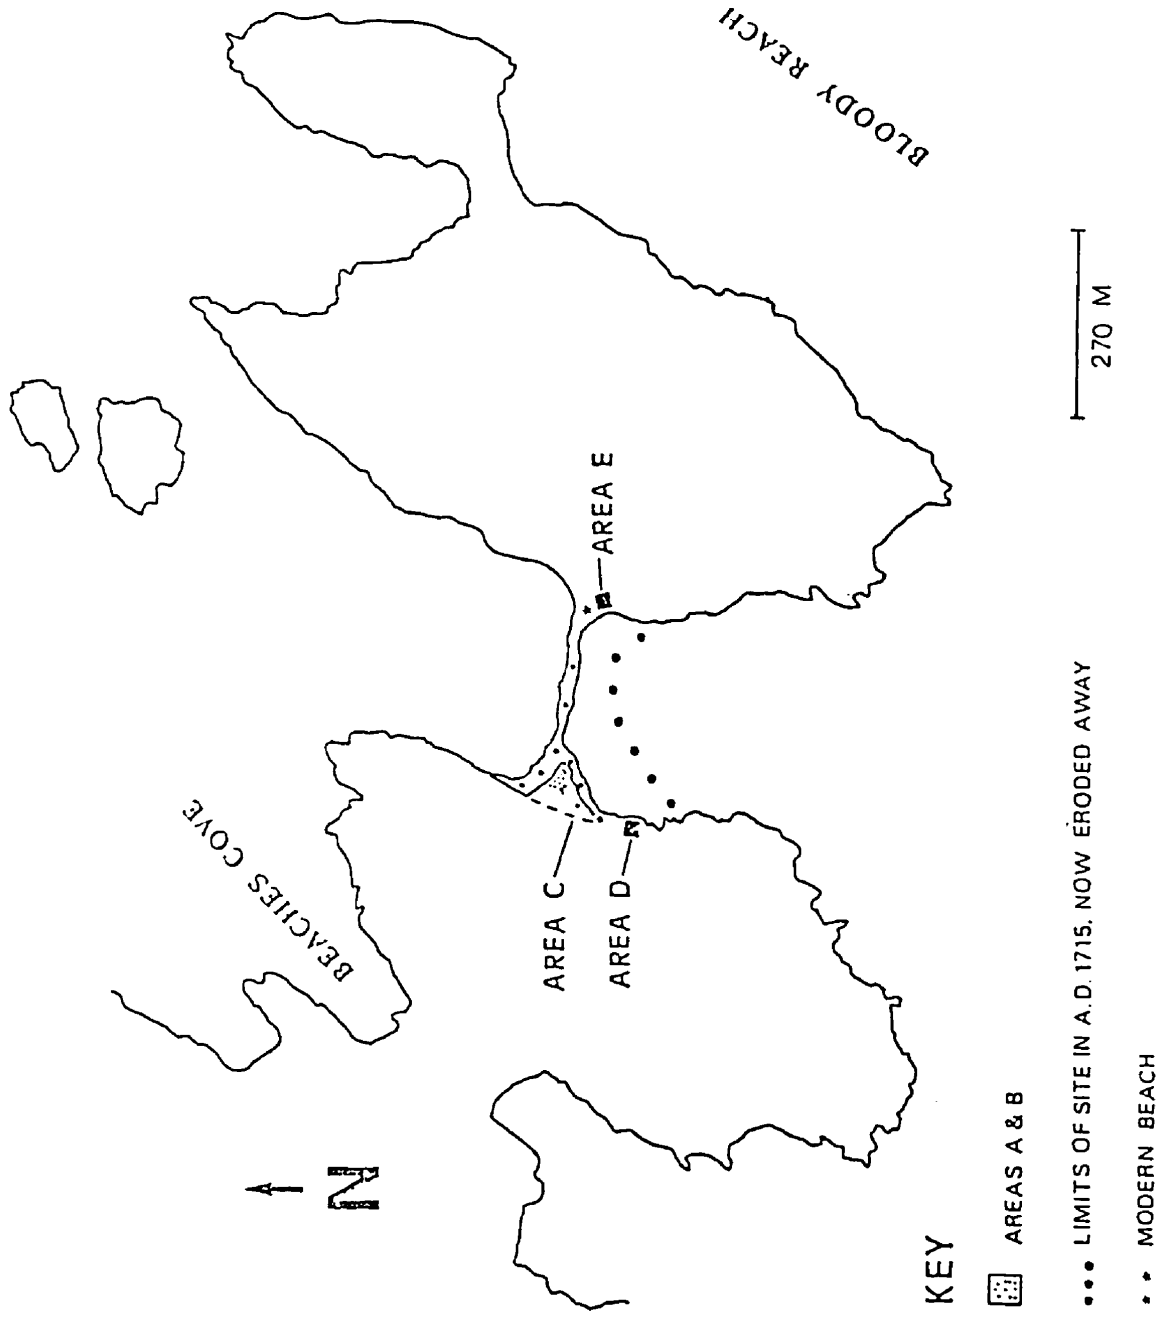 BLOODY REACH
BEACHES COVE
AREA E
AREA C
AREA D
270 M
N
KEY
AREAS A & B
LIMITS OF SITE IN A.D. 1715, NOW ERODED AWAY
MODERN BEACH